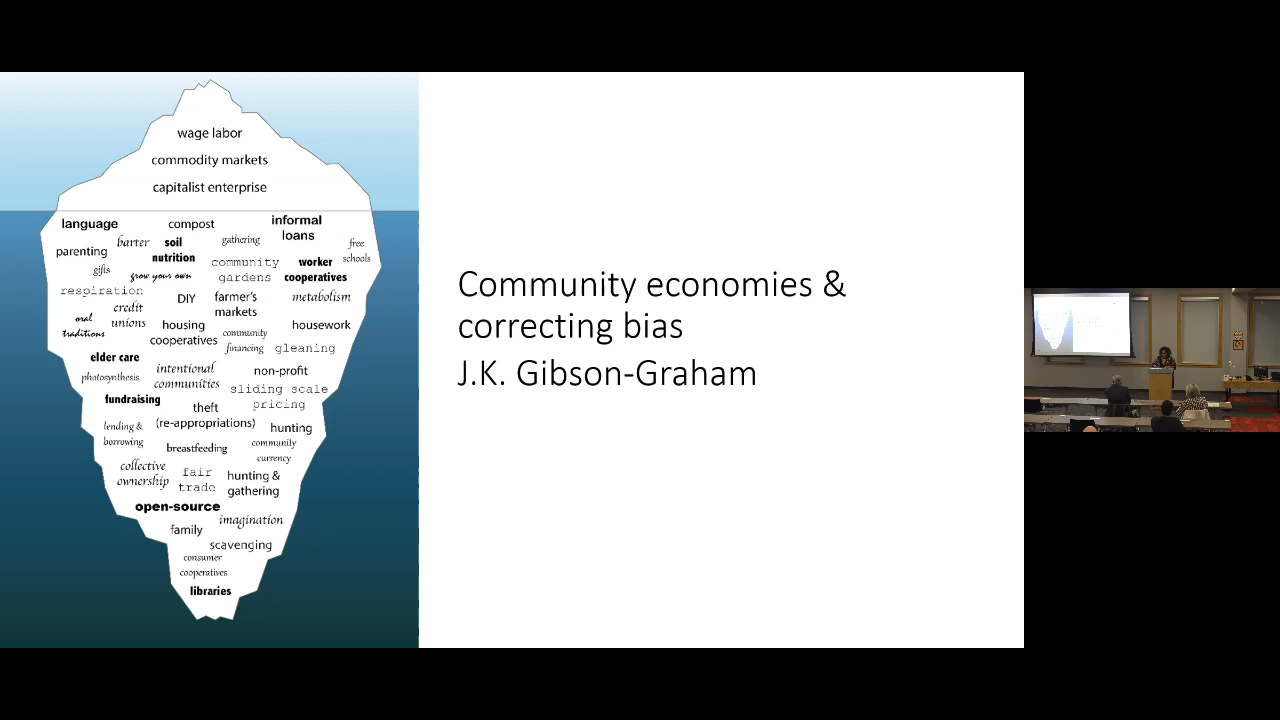 wage labor
commodity markets
capitalist enterprise
language
compost
informal
loans
parenting
barter
soil
nutrition
gathering
free
schools
gifts
grow your own
community
gardens
worker
cooperatives
respiration
credit
unions
DIY
farmer's
markets
metabolism
oral
traditions
housing
cooperatives
community
financing
housework
gleaning
elder care
photosynthesis
intentional
communities
non-profit
sliding scale
pricing
fundraising
theft
(re-appropriations)
hunting
lending &
borrowing
breastfeeding
community
currency
collective
ownership
fair
trade
hunting &
gathering
open-source
imagination
family
scavenging
consumer
cooperatives
libraries
Community economies &
correcting bias
J.K. Gibson-Graham